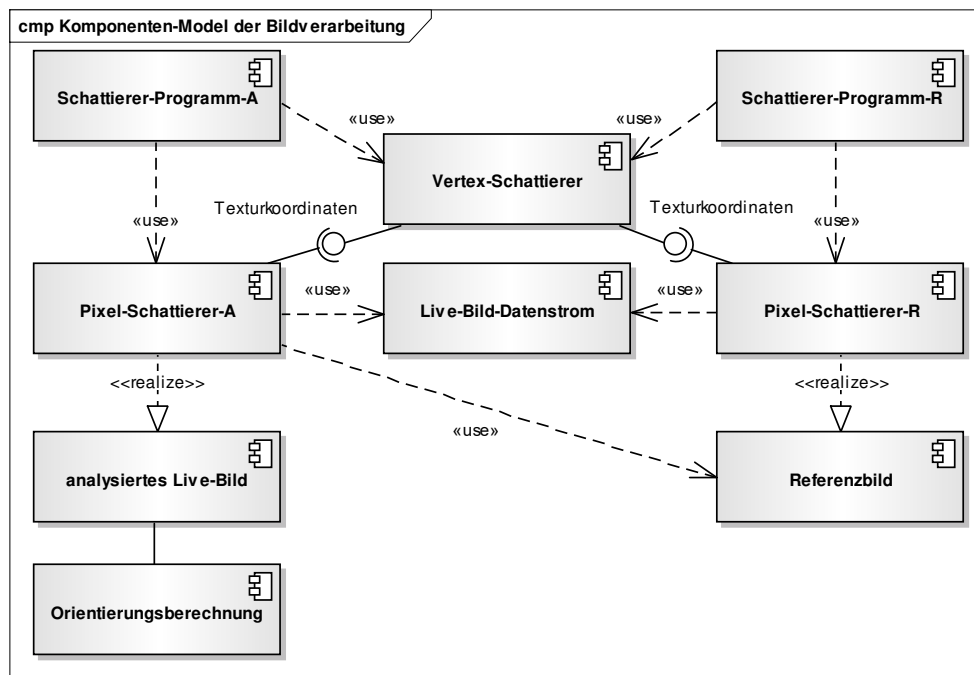 cmp Komponenten-Model der Bildverarbeitung
Schattierer-Programm-A
Schattierer-Programm-R
«use»
«use»
Vertex-Schattierer
Texturkoordinaten
Texturkoordinaten
«use»
«use»
Pixel-Schattierer-A
«use»
Live-Bild-Datenstrom
«use»
Pixel-Schattierer-R
<<realize>>
<<realize>>
«use»
analysiertes Live-Bild
Referenzbild
Orientierungsberechnung